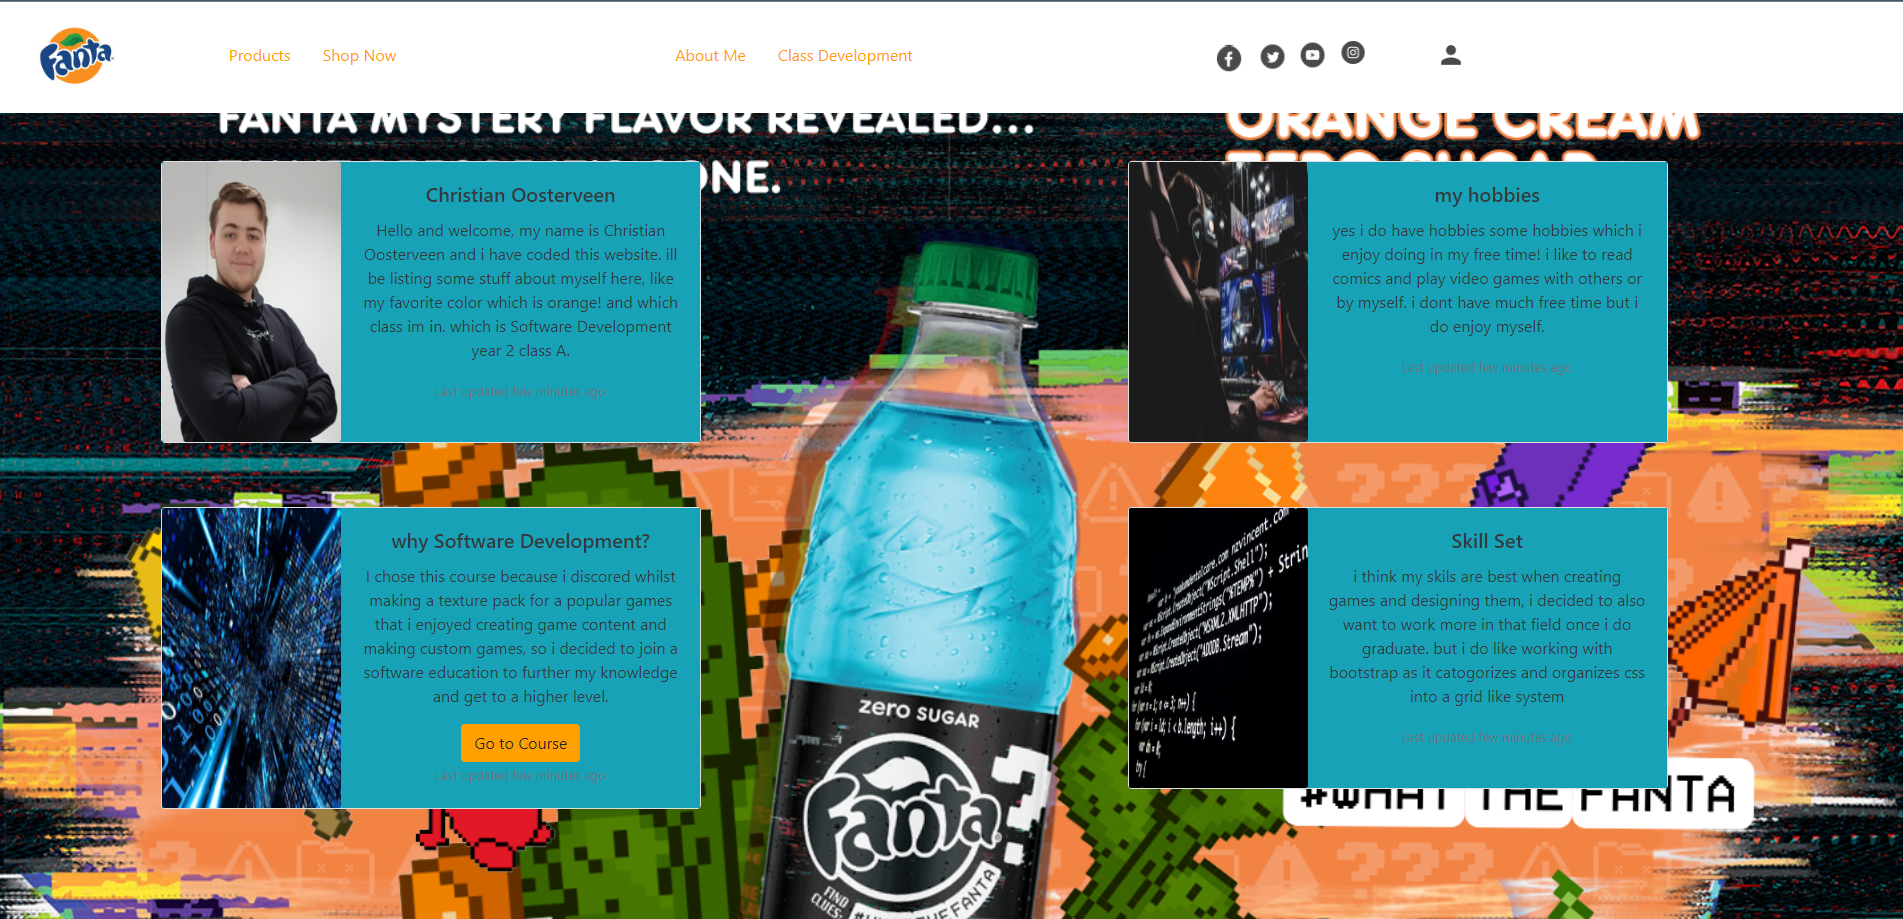 Fanta
Products Shop Now About Me Class Development
FANTA MYSTERY FLAVOR REVEALED...
ONE.
ORANGE CREAM
ZERO SUGAR
Christian Oosterveen
Hello and welcome, my name is Christian
Oosterveen and i have coded this website. ill
be listing some stuff about myself here, like
my favorite color which is orange! and which
class im in. which is Software Development
year 2 class A.
Last updated few minutes ago
my hobbies
yes i do have hobbies some hobbies which i
enjoy doing in my free time! i like to read
comics and play video games with others or
by myself. i dont have much free time but i
do enjoy myself.
Last updated few minutes ago
why Software Development?
I chose this course because i discored whilst
making a texture pack for a popular games
that i enjoyed creating game content and
making custom games, so i decided to join a
software education to further my knowledge
and get to a higher level.
Go to Course
Last updated few minutes ago
Skill Set
i think my skils are best when creating
games and designing them, i decided to also
want to work more in that field once i do
graduate. but i do like working with
bootstrap as it catogorizes and organizes css
into a grid like system
Last updated few minutes ago
zero SUGAR
Fanta
FIND
CLUES:
#WHAT THE FANTA